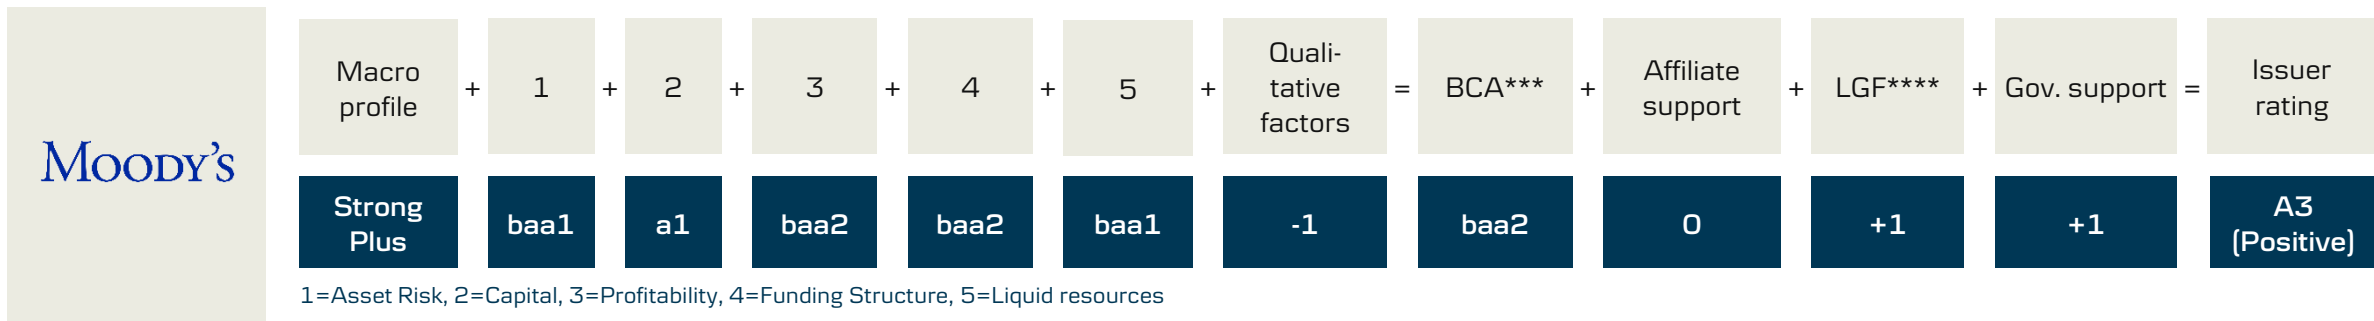 MOODY'S
Macro
profile
+
1
+
2
+
3
+
4
+
5
+
Quali-
tative
factors
=
BCA***
+
Affiliate
support
+
LGF****
+
Gov. support
=
Issuer
rating
Strong
Plus
baa1
a1
baa2
baa2
baa1
-1
baa2
0
+1
+1
A3
(Positive)
1=Asset Risk, 2=Capital, 3=Profitability, 4=Funding Structure, 5=Liquid resources